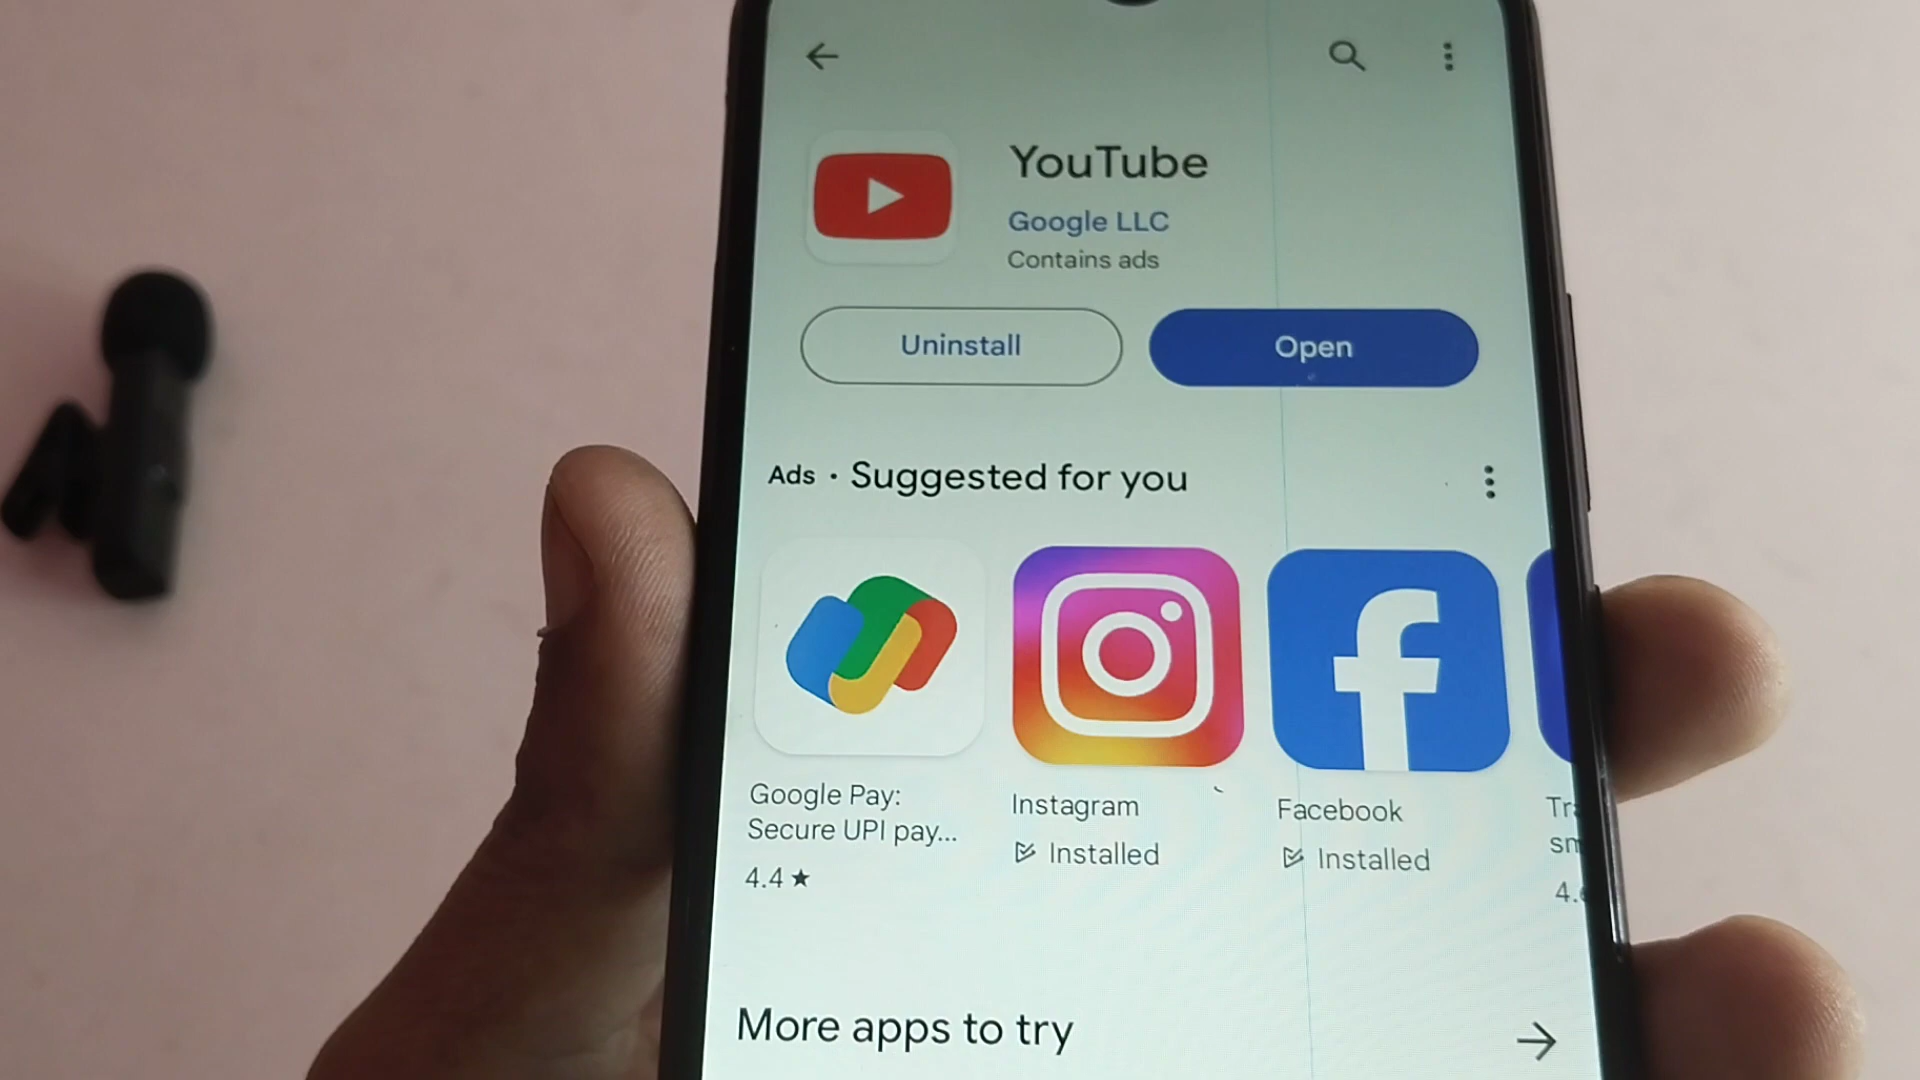 YouTube
Google LLC
Contains ads
Uninstall
Open
Ads · Suggested for you
Google Pay:
Secure UPI pay...
4.4 ★
Instagram
Installed
Facebook
Installed
More apps to try